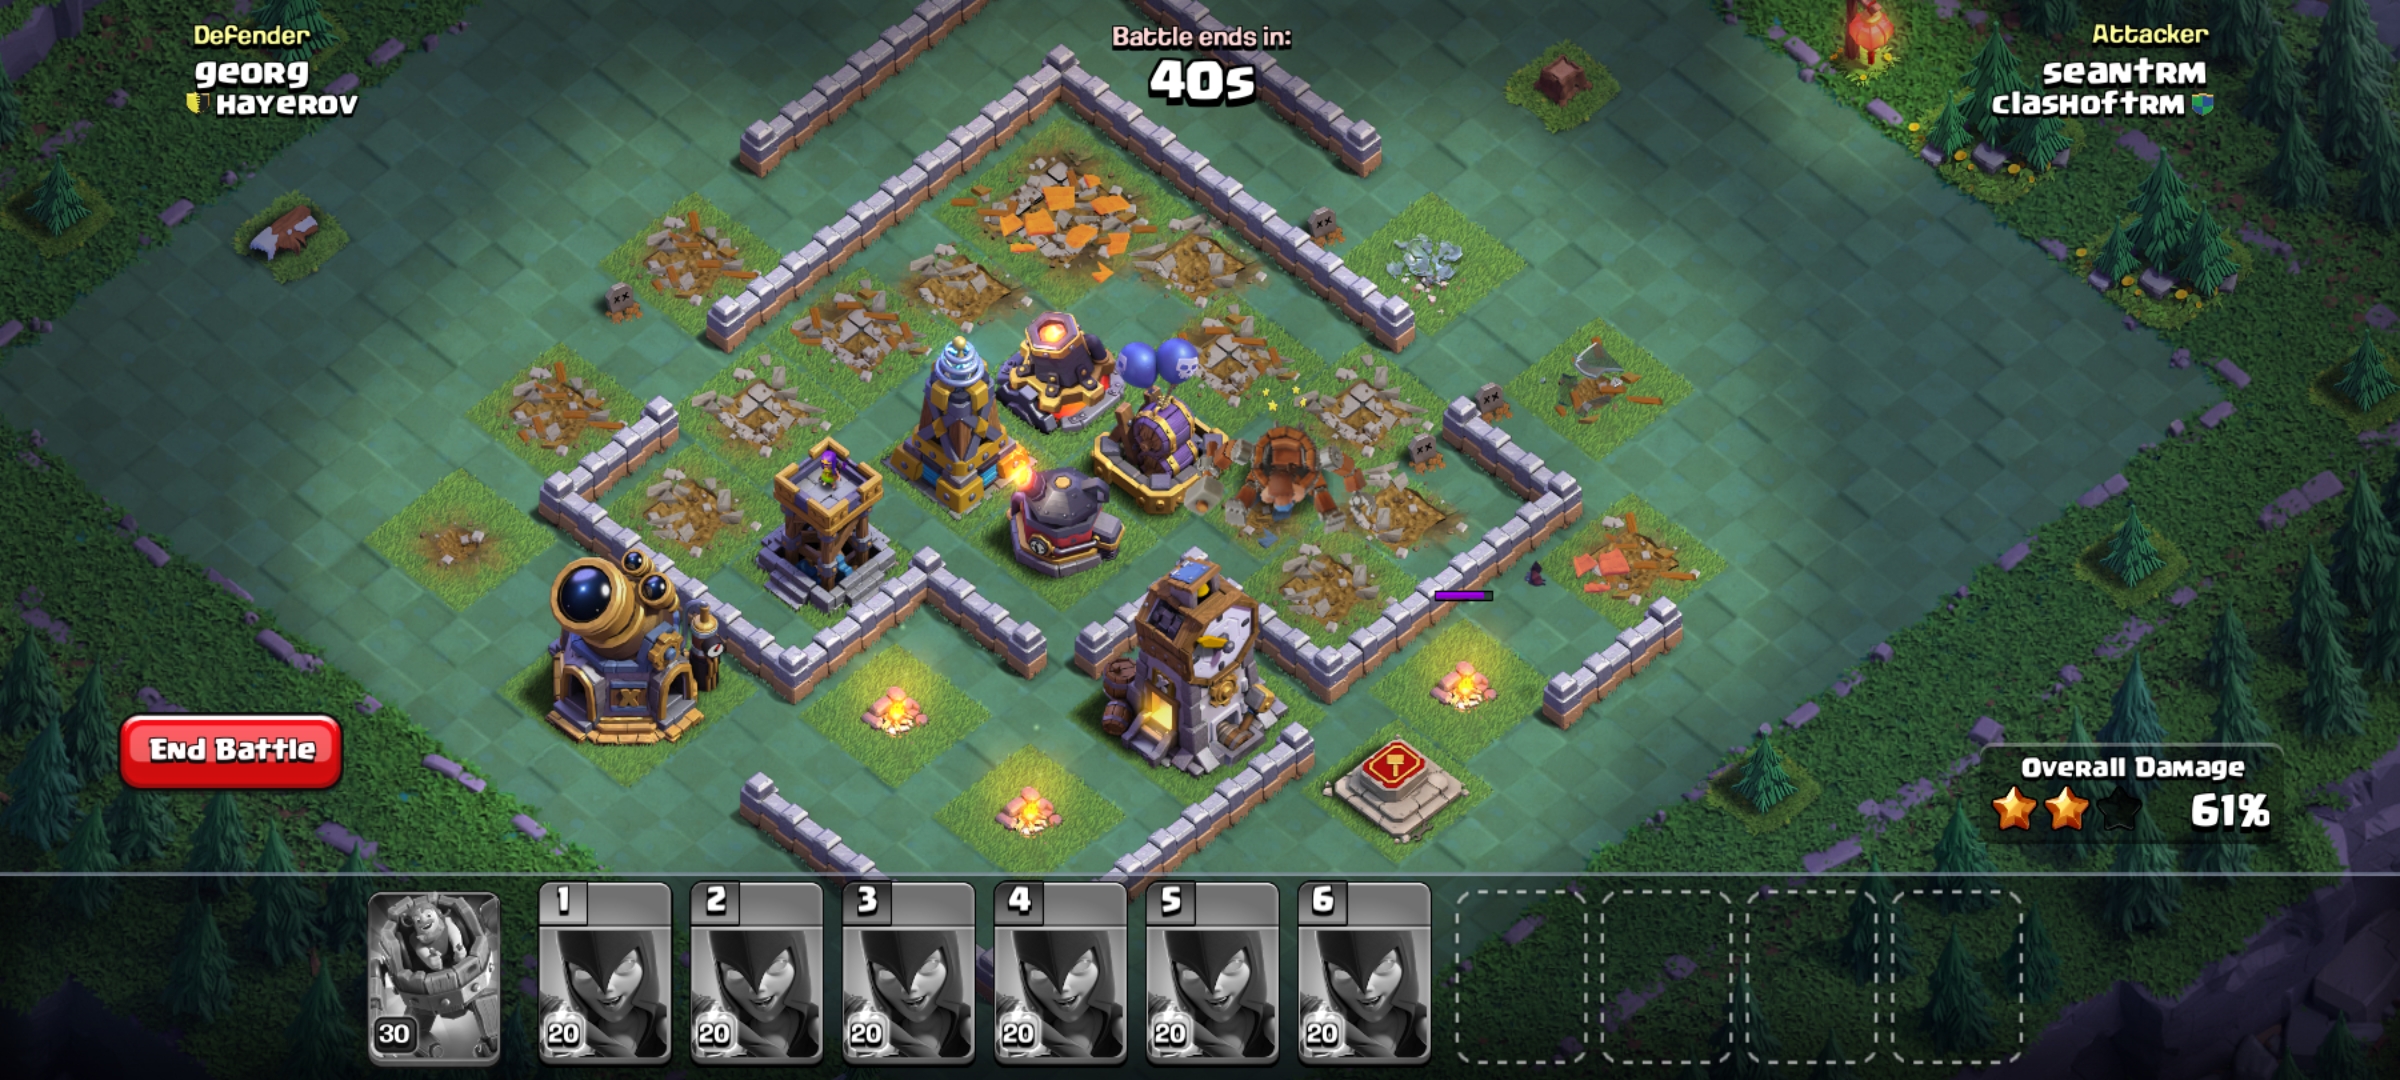 Defender
georg
HAYEROV
Battle ends in:
40s
Attacker
seantrm
clashoftrm
End Battle
Overall Damage
61%
30
1
20
2
20
3
20
4
20
5
20
6
20